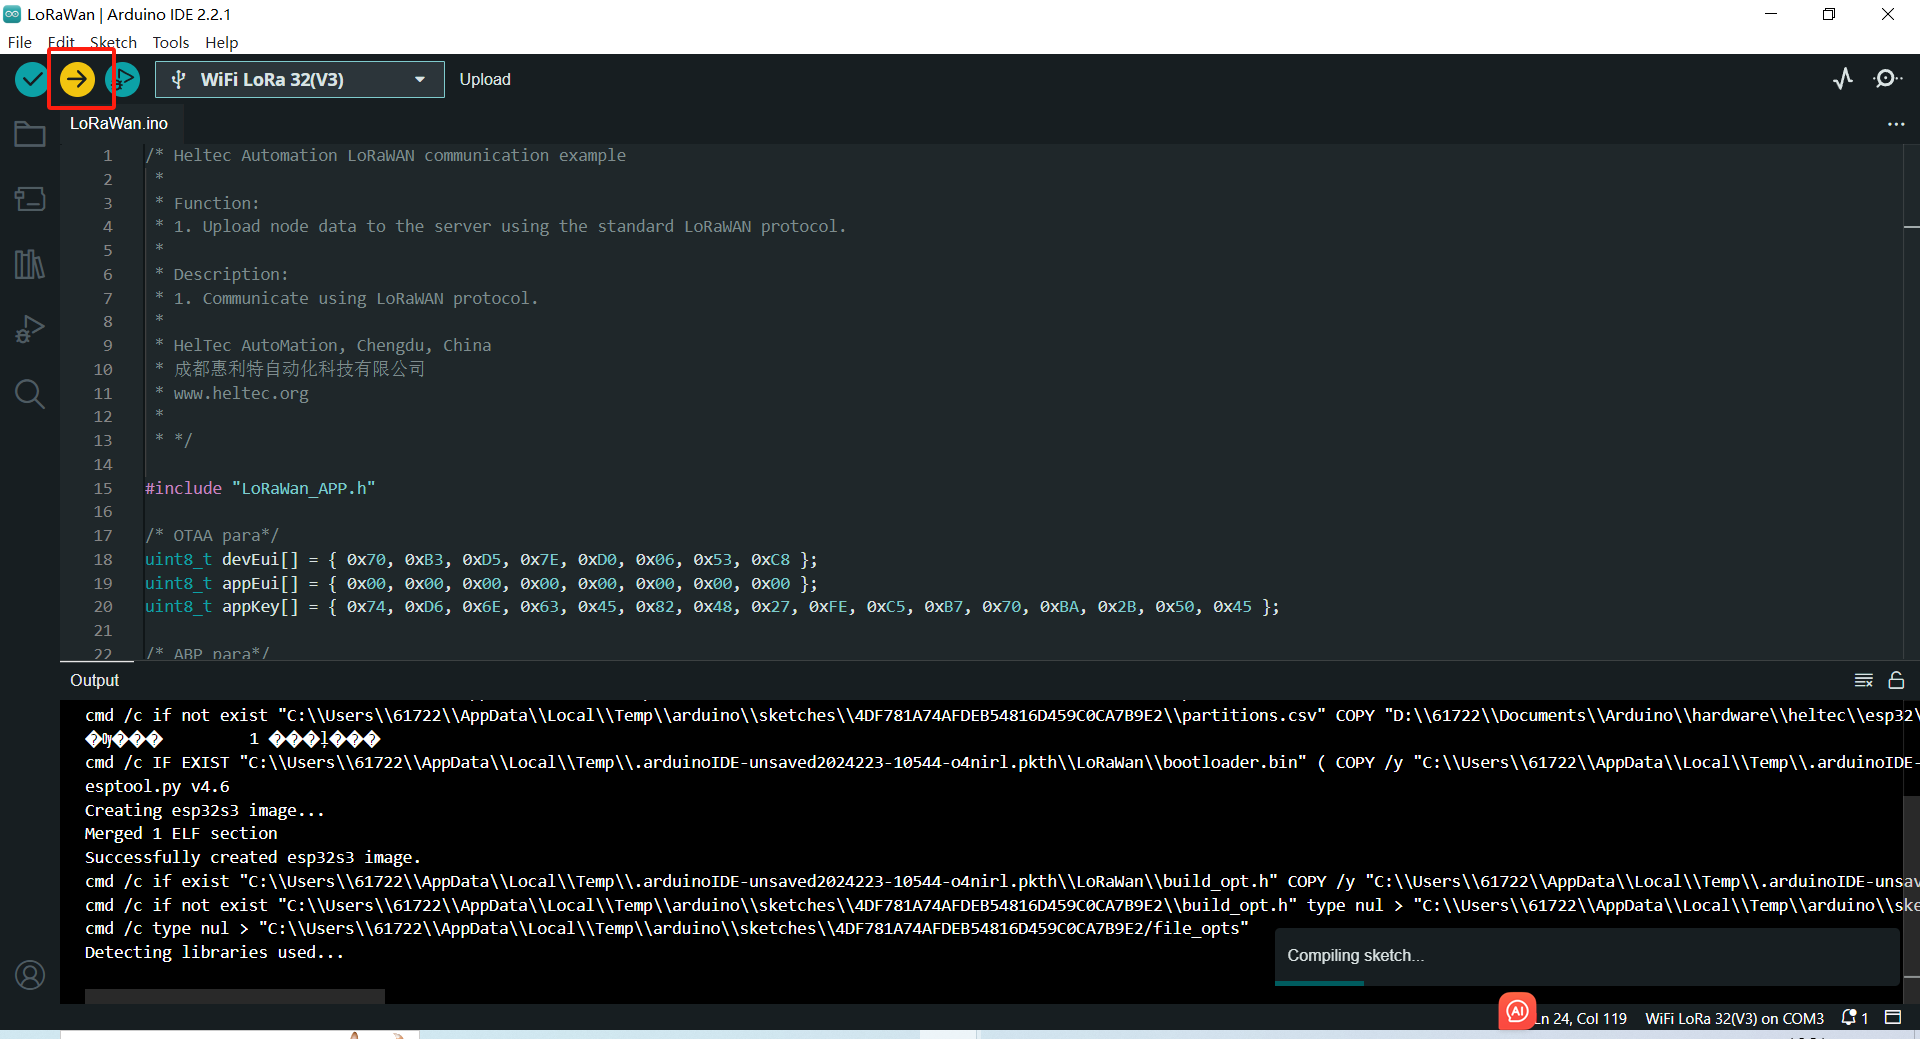 LoRaWan | Arduino IDE 2.2.1
File Edit Sketch Tools Help
WiFi LoRa 32(V3) Upload
LoRaWan.ino
1 /* Heltec Automation LoRaWAN communication example
2 *
3 * Function:
4 * 1. Upload node data to the server using the standard LoRaWAN protocol.
5 *
6 * Description:
7 * 1. Communicate using LoRaWAN protocol.
8 *
9 * HelTec AutoMation, Chengdu, China
10 * 成都惠利特自动化科技有限公司
11 * www.heltec.org
12 *
13 * */
14
15 #include "LoRaWan_APP.h"
16
17 /* OTAA para*/
18 uint8_t devEui[] = { 0x70, 0xB3, 0xD5, 0x7E, 0xD0, 0x06, 0x53, 0xC8 };
19 uint8_t appEui[] = { 0x00, 0x00, 0x00, 0x00, 0x00, 0x00, 0x00, 0x00 };
20 uint8_t appKey[] = { 0x74, 0xD6, 0x6E, 0x63, 0x45, 0x82, 0x48, 0x27, 0xFE, 0xC5, 0xB7, 0x70, 0xBA, 0x2B, 0x50, 0x45 };
21
22 /* ABP para*/
Output
cmd /c if not exist "C:\\Users\\61722\\AppData\\Local\\Temp\\arduino\\sketches\\4DF781A74AFDEB54816D459C0CA7B9E2\\partitions.csv" COPY "D:\\61722\\Documents\\Arduino\\hardware\\heltec\\esp32\
1
cmd /c IF EXIST "C:\\Users\\61722\\AppData\\Local\\Temp\\.arduinoIDE-unsaved2024223-10544-o4nirl.pkth\\LoRaWan\\bootloader.bin" ( COPY /y "C:\\Users\\61722\\AppData\\Local\\Temp\\.arduinoIDE-
esptool.py v4.6
Creating esp32s3 image...
Merged 1 ELF section
Successfully created esp32s3 image.
cmd /c if exist "C:\\Users\\61722\\AppData\\Local\\Temp\\.arduinoIDE-unsaved2024223-10544-o4nirl.pkth\\LoRaWan\\build_opt.h" COPY /y "C:\\Users\\61722\\AppData\\Local\\Temp\\.arduinoIDE-unsav
cmd /c if not exist "C:\\Users\\61722\\AppData\\Local\\Temp\\arduino\\sketches\\4DF781A74AFDEB54816D459C0CA7B9E2\\build_opt.h" type nul > "C:\\Users\\61722\\AppData\\Local\\Temp\\arduino\\ske
cmd /c type nul > "C:\\Users\\61722\\AppData\\Local\\Temp\\arduino\\sketches\\4DF781A74AFDEB54816D459C0CA7B9E2/file_opts"
Detecting libraries used...
Compiling sketch...
AI
Ln 24, Col 119 WiFi LoRa 32(V3) on COM3 1